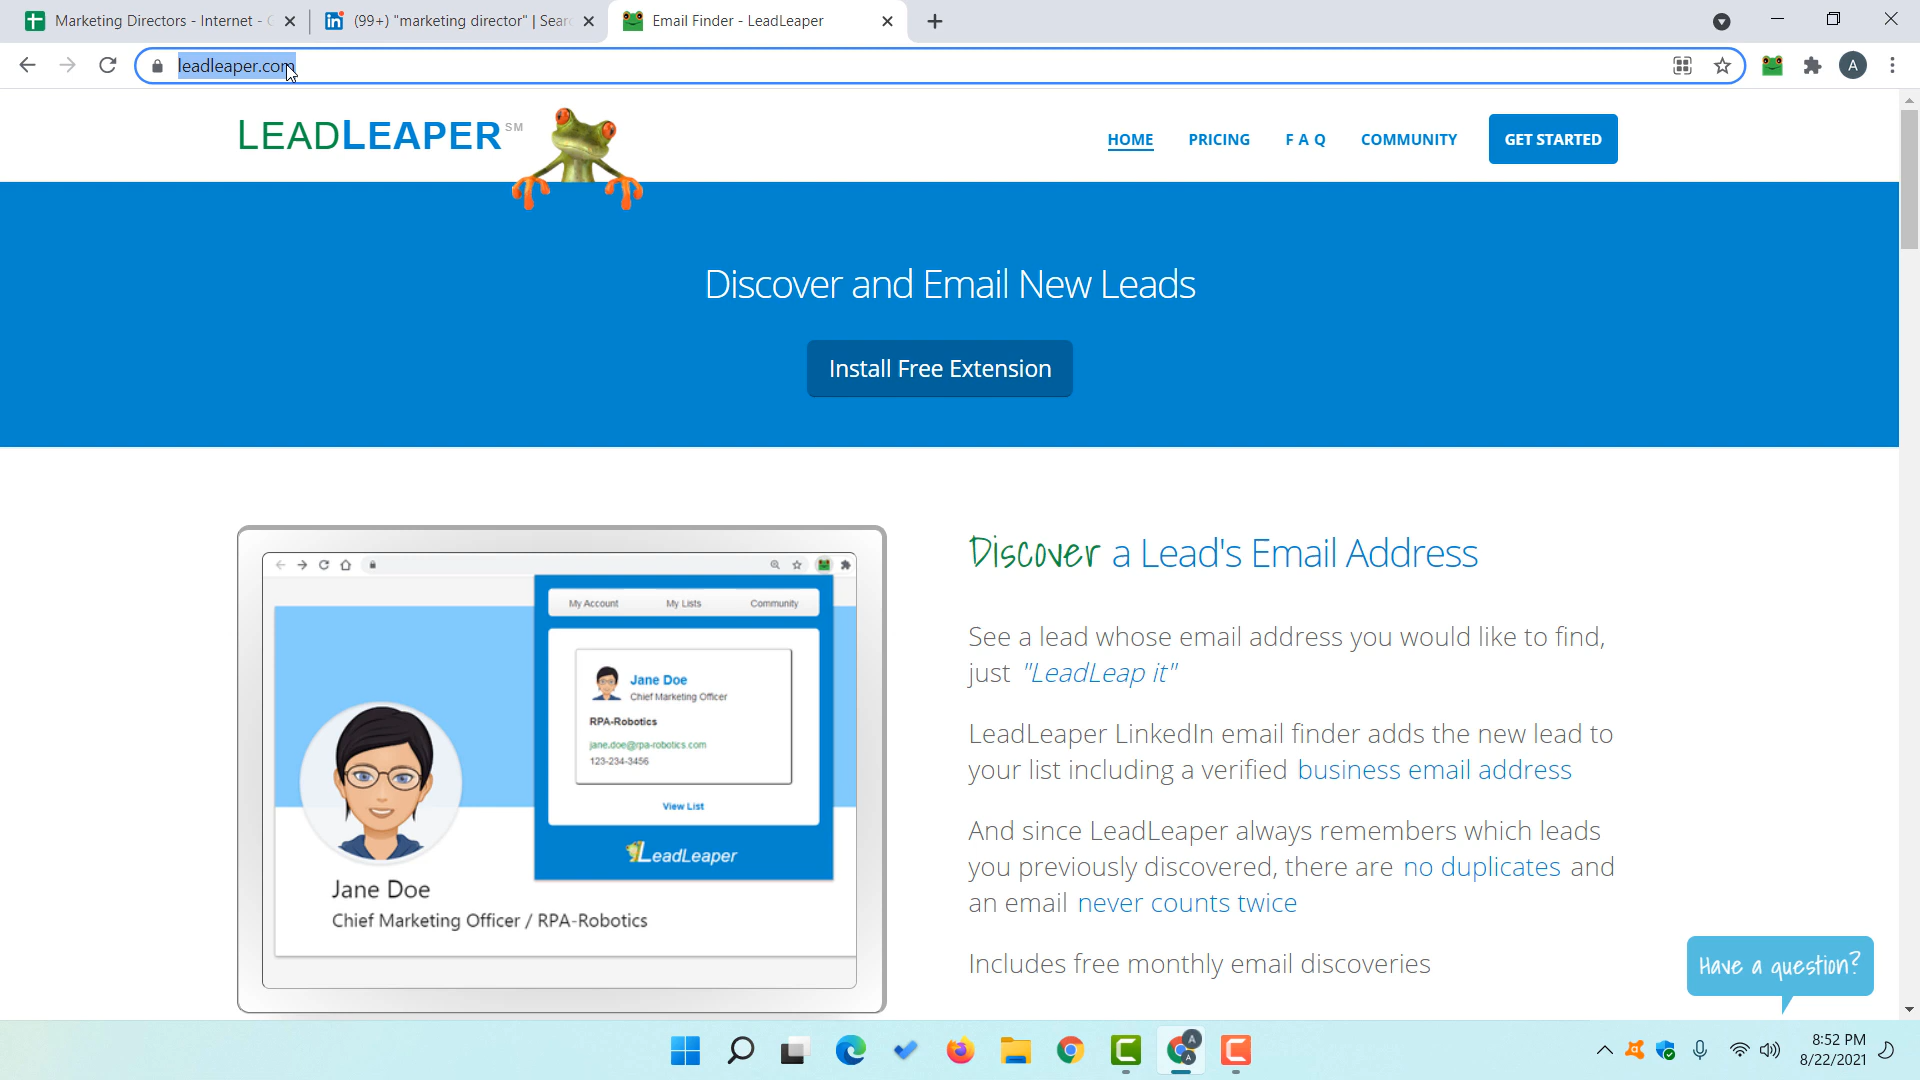 Marketing Directors - Internet -
(99+) "marketing director" | Sear
Email Finder - LeadLeaper
leadleaper.com
A
LEADLEAPER SM
HOME
PRICING
F A Q
COMMUNITY
GET STARTED
Discover and Email New Leads
Install Free Extension
My Account
My Lists
Community
Jane Doe
Chief Marketing Officer
RPA-Robotics
jane.doe@rpa-robotics.com
123-234-3456
View List
LeadLeaper
Jane Doe
Chief Marketing Officer / RPA-Robotics
Discover a Lead's Email Address
See a lead whose email address you would like to find,
just "LeadLeap it"
LeadLeaper LinkedIn email finder adds the new lead to
your list including a verified business email address
And since LeadLeaper always remembers which leads
you previously discovered, there are no duplicates and
an email never counts twice
Includes free monthly email discoveries
Have a question?
8:52 PM
8/22/2021